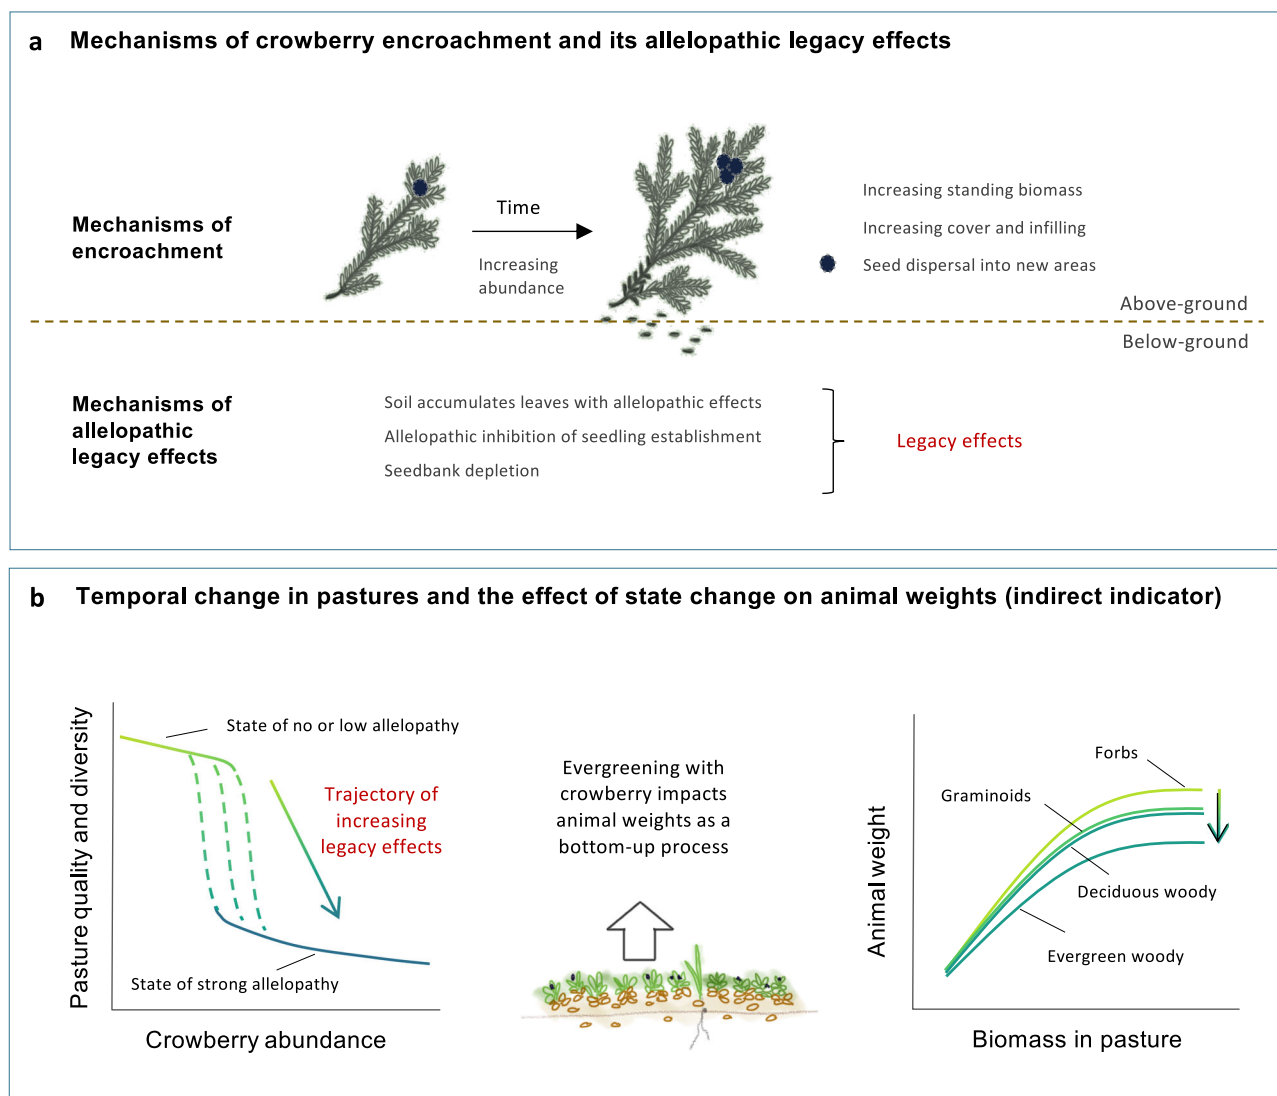 a Mechanisms of crowberry encroachment and its allelopathic legacy effects
Mechanisms of
encroachment
Time
Increasing
abundance
Increasing standing biomass
Increasing cover and infilling
Seed dispersal into new areas
Above-ground
Below-ground
Mechanisms of
allelopathic
legacy effects
Soil accumulates leaves with allelopathic effects
Allelopathic inhibition of seedling establishment
Seedbank depletion
Legacy effects
b Temporal change in pastures and the effect of state change on animal weights (indirect indicator)
Pasture quality and diversity
State of no or low allelopathy
Trajectory of
increasing
legacy effects
State of strong allelopathy
Crowberry abundance
Evergreening with
crowberry impacts
animal weights as a
bottom-up process
Animal weight
Forbs
Graminoids
Deciduous woody
Evergreen woody
Biomass in pasture